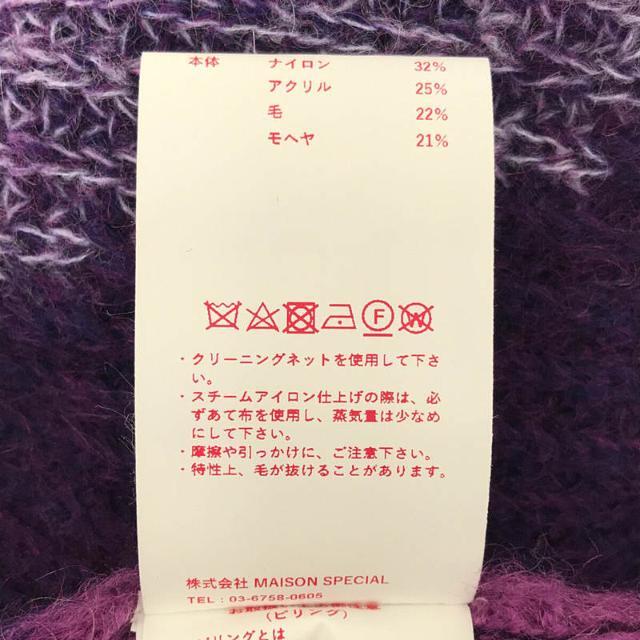 本体 ナイロン 32%
アクリル 25%
毛 22%
モヘヤ 21%
F W
・クリーニングネットを使用して下さ
い。
・スチームアイロン仕上げの際は、必
ずあて布を使用し、蒸気量は少なめ
にして下さい。
・摩擦や引っかけに、ご注意下さい。
・特性上、毛が抜けることがあります。
株式会社 MAISON SPECIAL
TEL : 03-6758-0605
(ピリング)
ピリングとは